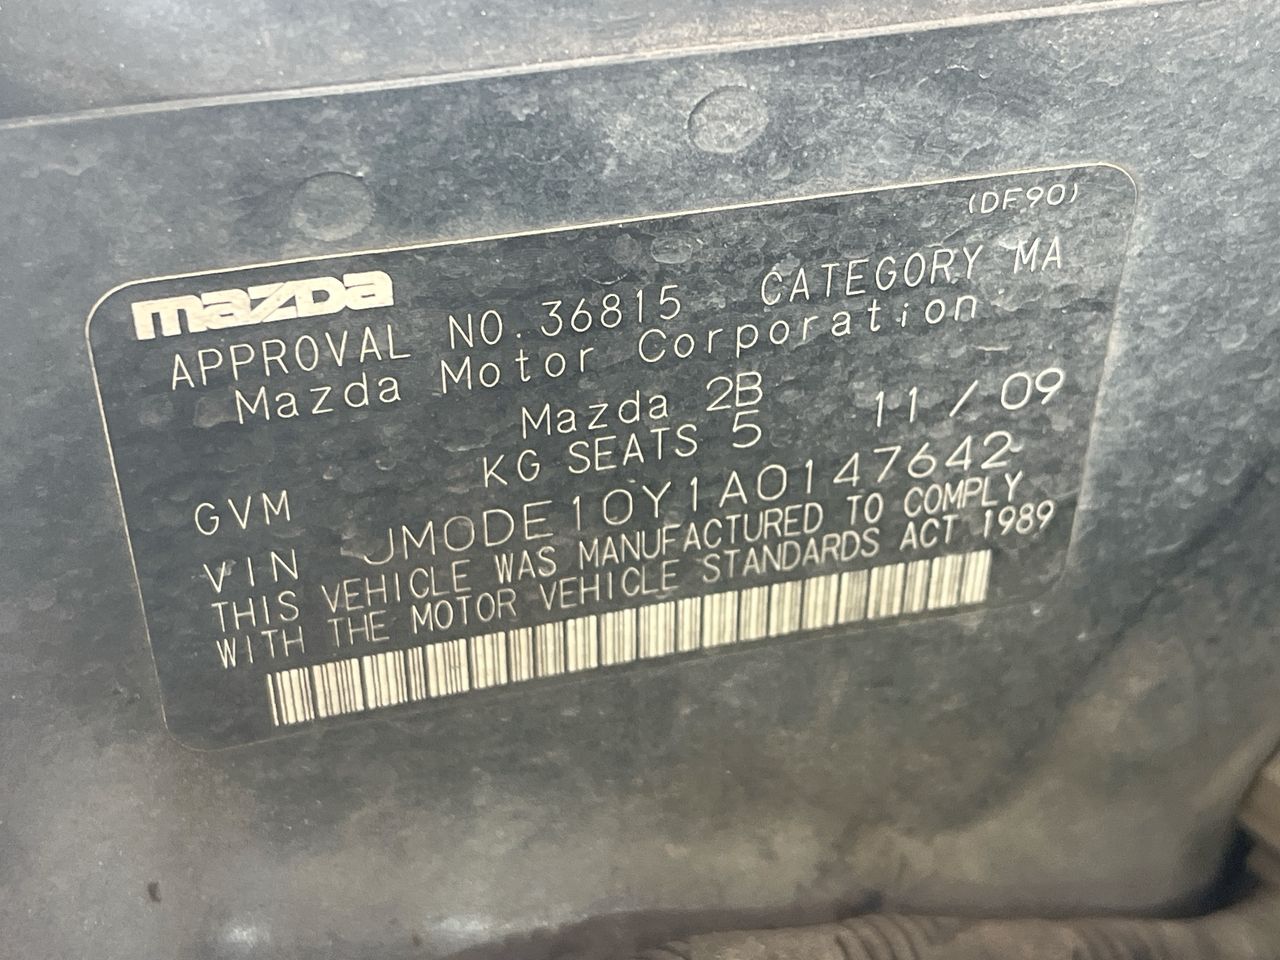 (DF90)
mazda
APPROVAL NO. 36815 CATEGORY MA
Mazda Motor Corporation
Mazda 2B 11/09
GVM KG SEATS 5
VIN JM0DE10Y1A0147642
THIS VEHICLE WAS MANUFACTURED TO COMPLY
WITH THE MOTOR VEHICLE STANDARDS ACT 1989